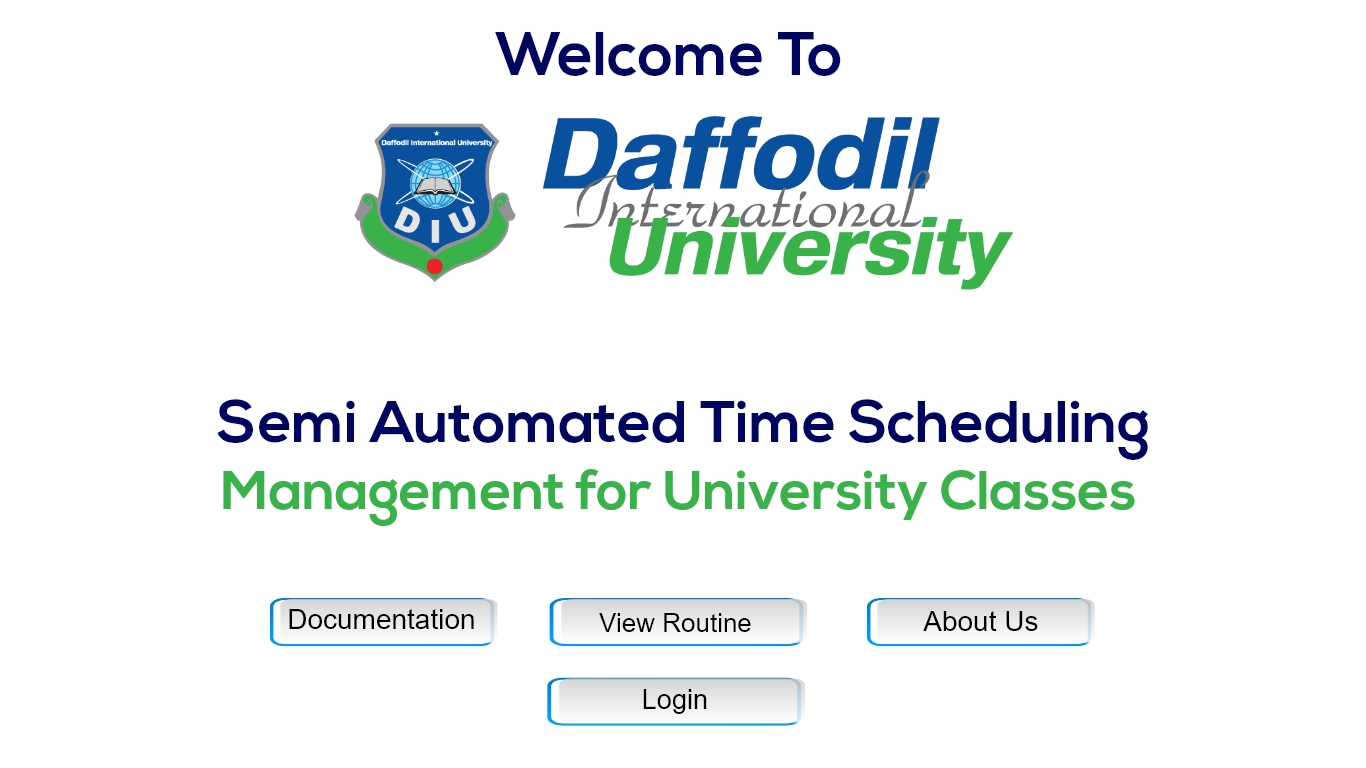 Welcome To
Daffodil International University
D I U
Daffodil
International
University
Semi Automated Time Scheduling
Management for University Classes
Documentation
View Routine
About Us
Login